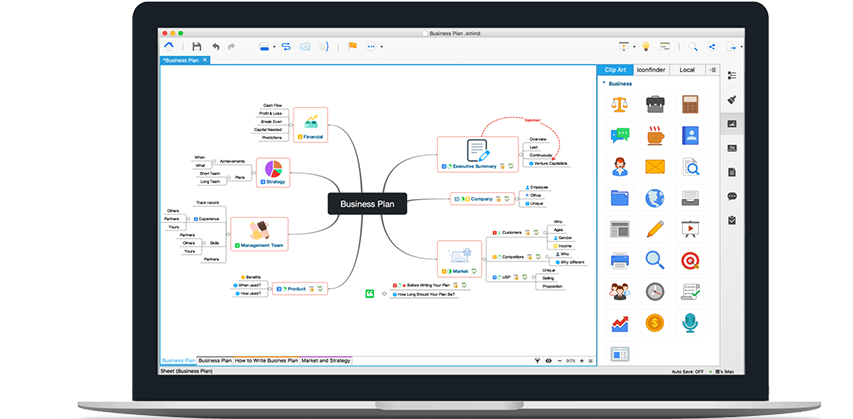 Business Plan .xmind
*Business Plan
Clip Art
iconfinder
Local
Business
Cash Flow
Profit & Loss
Break Even
Capital Needed
Predictions
Financial
When
What
Achievements
Short Team
Long Team
Plans
Strategy
Track record
Others
Partners
Yours
Experience
Partners
Others
Yours
Skills
Partners
Management Team
Benefits
When used?
How used?
Product
Business Plan
Important
Executive Summary
Overview
Last
Continuously
Venture Capitalists
Company
Employee
Office
Unique
Market
Customers
Who
Ages
Gender
Income
Competitors
Who
Why different
USP
Unique
Selling
Proposition
Before Writing Your Plan
How Long Should Your Plan Be?
Business Plan
Business Plan
How to Write Busines Plan
Market and Strategy
90%
Sheet (Business Plan)
Auto Save: OFF
's iMac